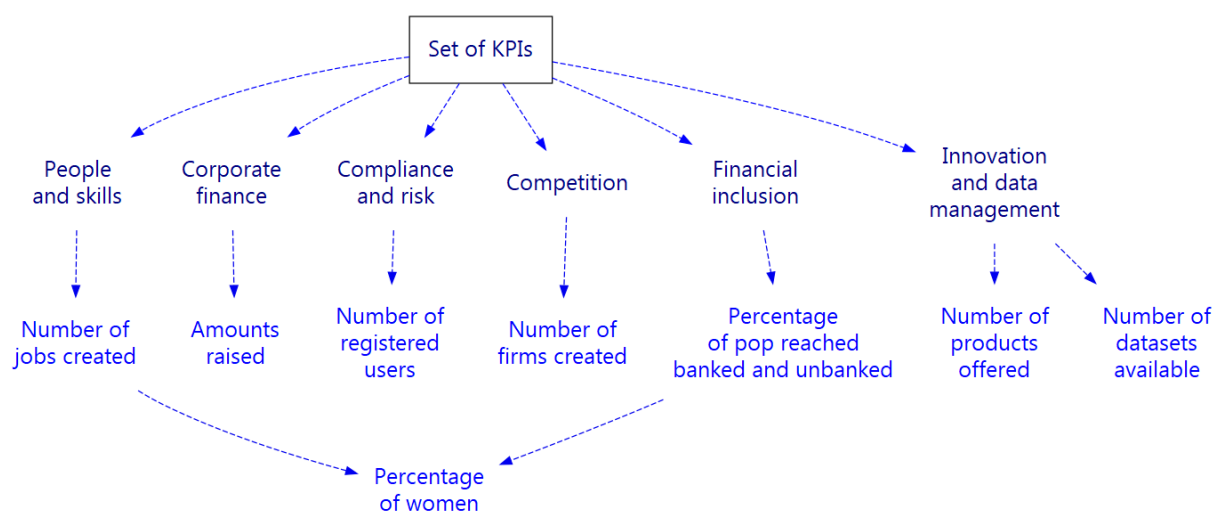 Set of KPIs
People
and skills
Corporate
finance
Compliance
and risk
Competition
Financial
inclusion
Innovation
and data
management
Number of
jobs created
Amounts
raised
Number of
registered
users
Number of
firms created
Percentage
of pop reached
banked and unbanked
Number of
products
offered
Number of
datasets
available
Percentage
of women